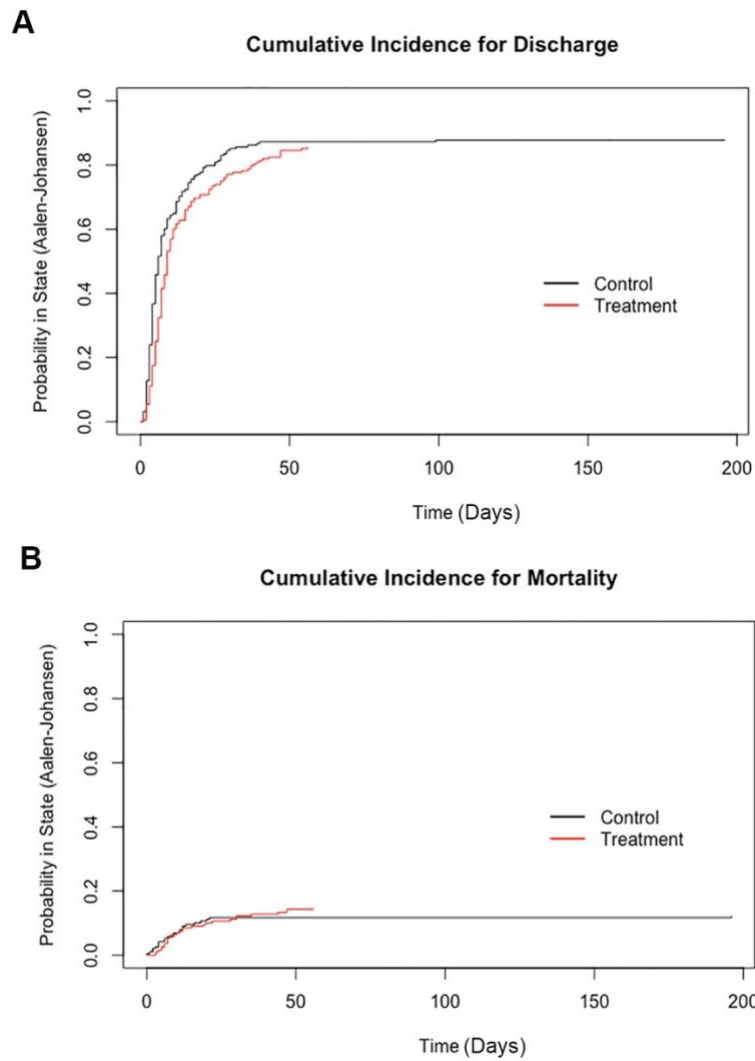 A
Cumulative Incidence for Discharge
Probability in State (Aalen-Johansen)
1.0
0.8
0.6
0.4
0.2
0.0
Control
Treatment
0 50 100 150 200
Time (Days)
B
Cumulative Incidence for Mortality
Probability in State (Aalen-Johansen)
1.0
0.8
0.6
0.4
0.2
0.0
Control
Treatment
0 50 100 150 200
Time (Days)